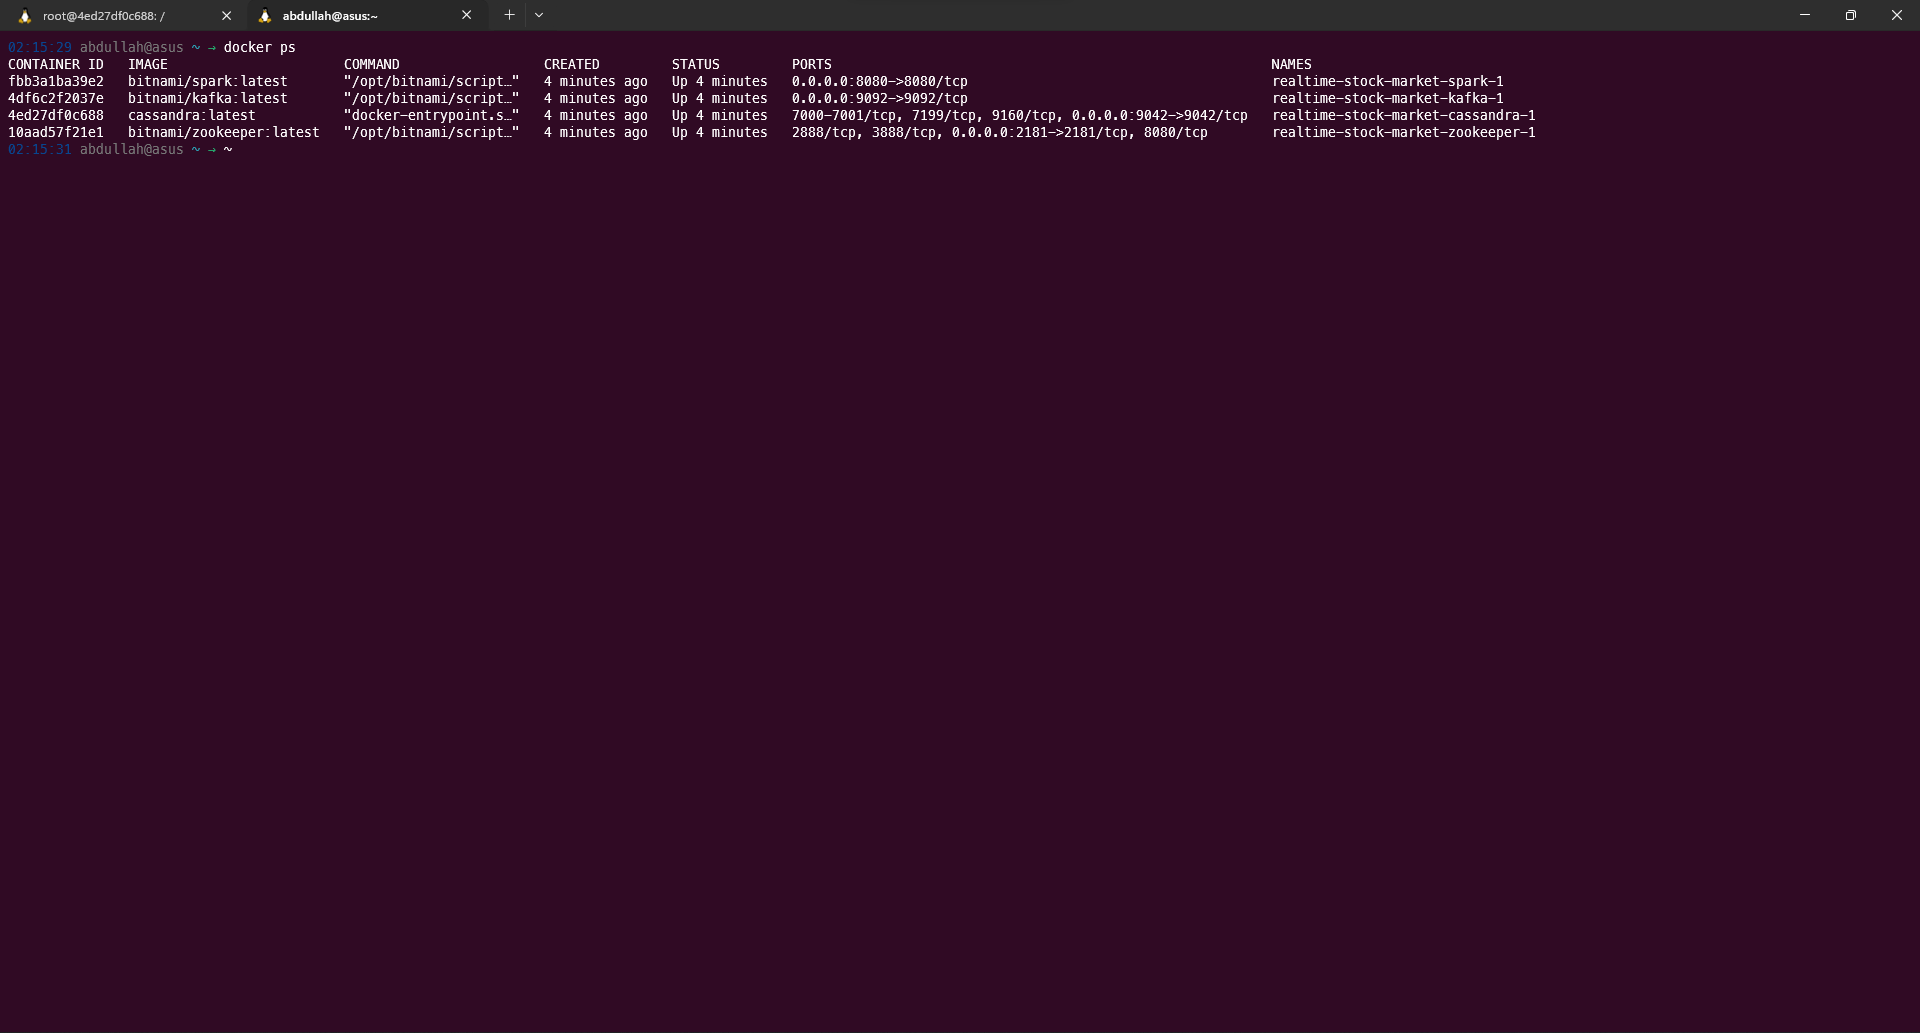 root@4ed27df0c688: /
abdullah@asus:~
02:15:29 abdullah@asus ~ → docker ps
CONTAINER ID   IMAGE                      COMMAND                  CREATED         STATUS         PORTS                                                       NAMES
fbb3a1ba39e2   bitnami/spark:latest       "/opt/bitnami/script…"   4 minutes ago   Up 4 minutes   0.0.0.0:8080->8080/tcp                                      realtime-stock-market-spark-1
4df6c2f2037e   bitnami/kafka:latest       "/opt/bitnami/script…"   4 minutes ago   Up 4 minutes   0.0.0.0:9092->9092/tcp                                      realtime-stock-market-kafka-1
4ed27df0c688   cassandra:latest           "docker-entrypoint.s…"   4 minutes ago   Up 4 minutes   7000-7001/tcp, 7199/tcp, 9160/tcp, 0.0.0.0:9042->9042/tcp   realtime-stock-market-cassandra-1
10aad57f21e1   bitnami/zookeeper:latest   "/opt/bitnami/script…"   4 minutes ago   Up 4 minutes   2888/tcp, 3888/tcp, 0.0.0.0:2181->2181/tcp, 8080/tcp        realtime-stock-market-zookeeper-1
02:15:31 abdullah@asus ~ → ~